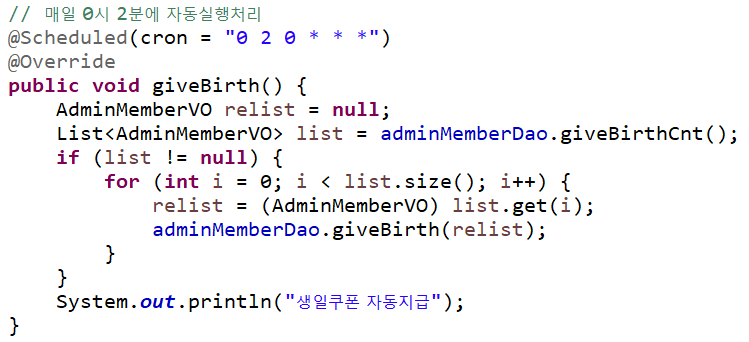 // 매일 0시 2분에 자동실행처리
@Scheduled(cron = "0 2 0 * * *")
@Override
public void giveBirth() {
    AdminMemberVO relist = null;
    List<AdminMemberVO> list = adminMemberDao.giveBirthCnt();
    if (list != null) {
        for (int i = 0; i < list.size(); i++) {
            relist = (AdminMemberVO) list.get(i);
            adminMemberDao.giveBirth(relist);
        }
    }
    System.out.println("생일쿠폰 자동지급");
}